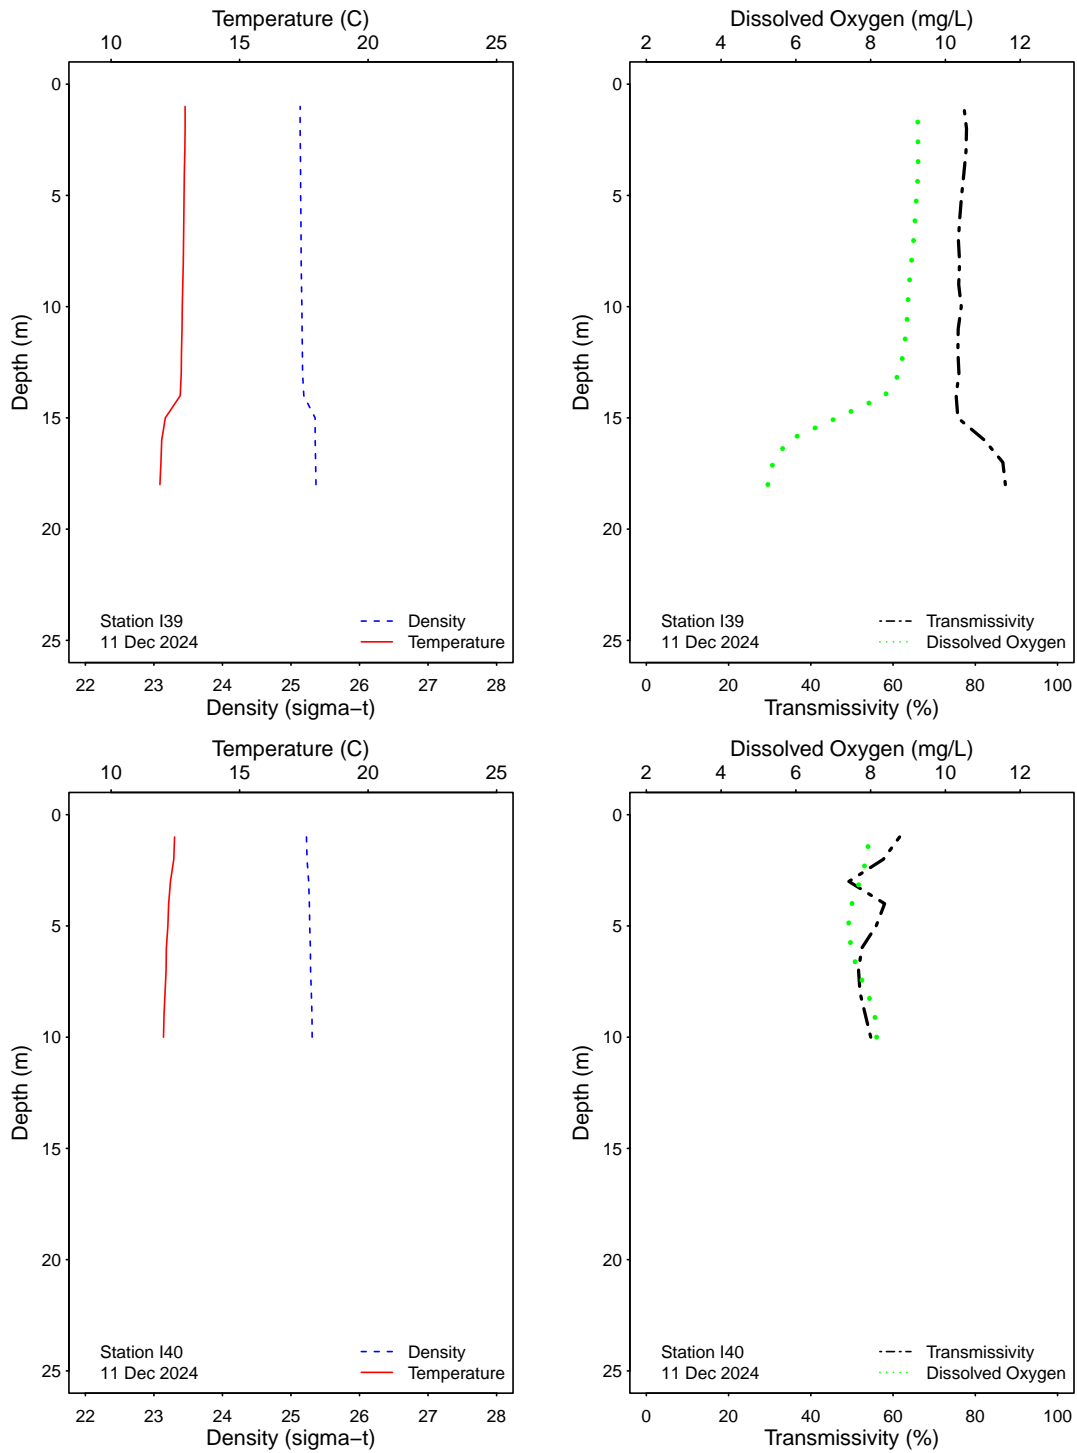 Temperature (C)
10 15 20 25
0
5
10
15
20
25
Depth (m)
Station I39
11 Dec 2024
Density
Temperature
22 23 24 25 26 27 28
Density (sigma−t)
Dissolved Oxygen (mg/L)
2 4 6 8 10 12
0
5
10
15
20
25
Depth (m)
Station I39
11 Dec 2024
Transmissivity
Dissolved Oxygen
0 20 40 60 80 100
Transmissivity (%)
Temperature (C)
10 15 20 25
0
5
10
15
20
25
Depth (m)
Station I40
11 Dec 2024
Density
Temperature
22 23 24 25 26 27 28
Density (sigma−t)
Dissolved Oxygen (mg/L)
2 4 6 8 10 12
0
5
10
15
20
25
Depth (m)
Station I40
11 Dec 2024
Transmissivity
Dissolved Oxygen
0 20 40 60 80 100
Transmissivity (%)